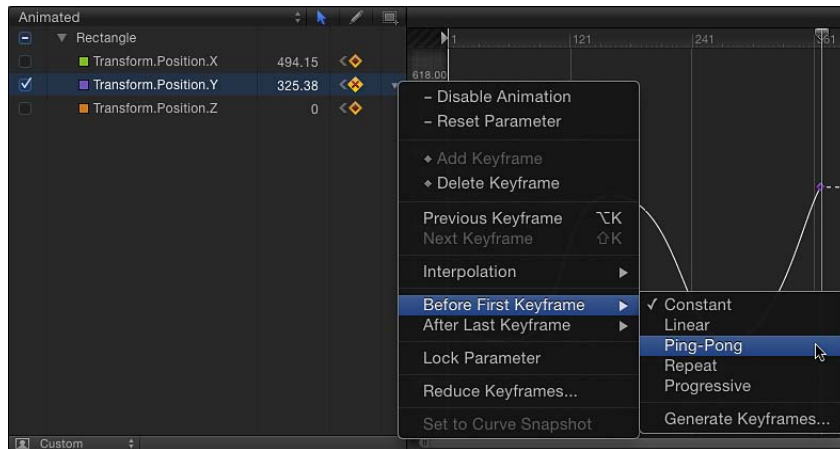 Animated
Rectangle
Transform.Position.X 494.15
Transform.Position.Y 325.38
Transform.Position.Z 0
1 121 241 361
618.00
– Disable Animation
– Reset Parameter
Add Keyframe
Delete Keyframe
Previous Keyframe ⌥K
Next Keyframe ⇧K
Interpolation
Before First Keyframe
After Last Keyframe
Lock Parameter
Reduce Keyframes...
Set to Curve Snapshot
✓ Constant
Linear
Ping-Pong
Repeat
Progressive
Generate Keyframes...
Custom